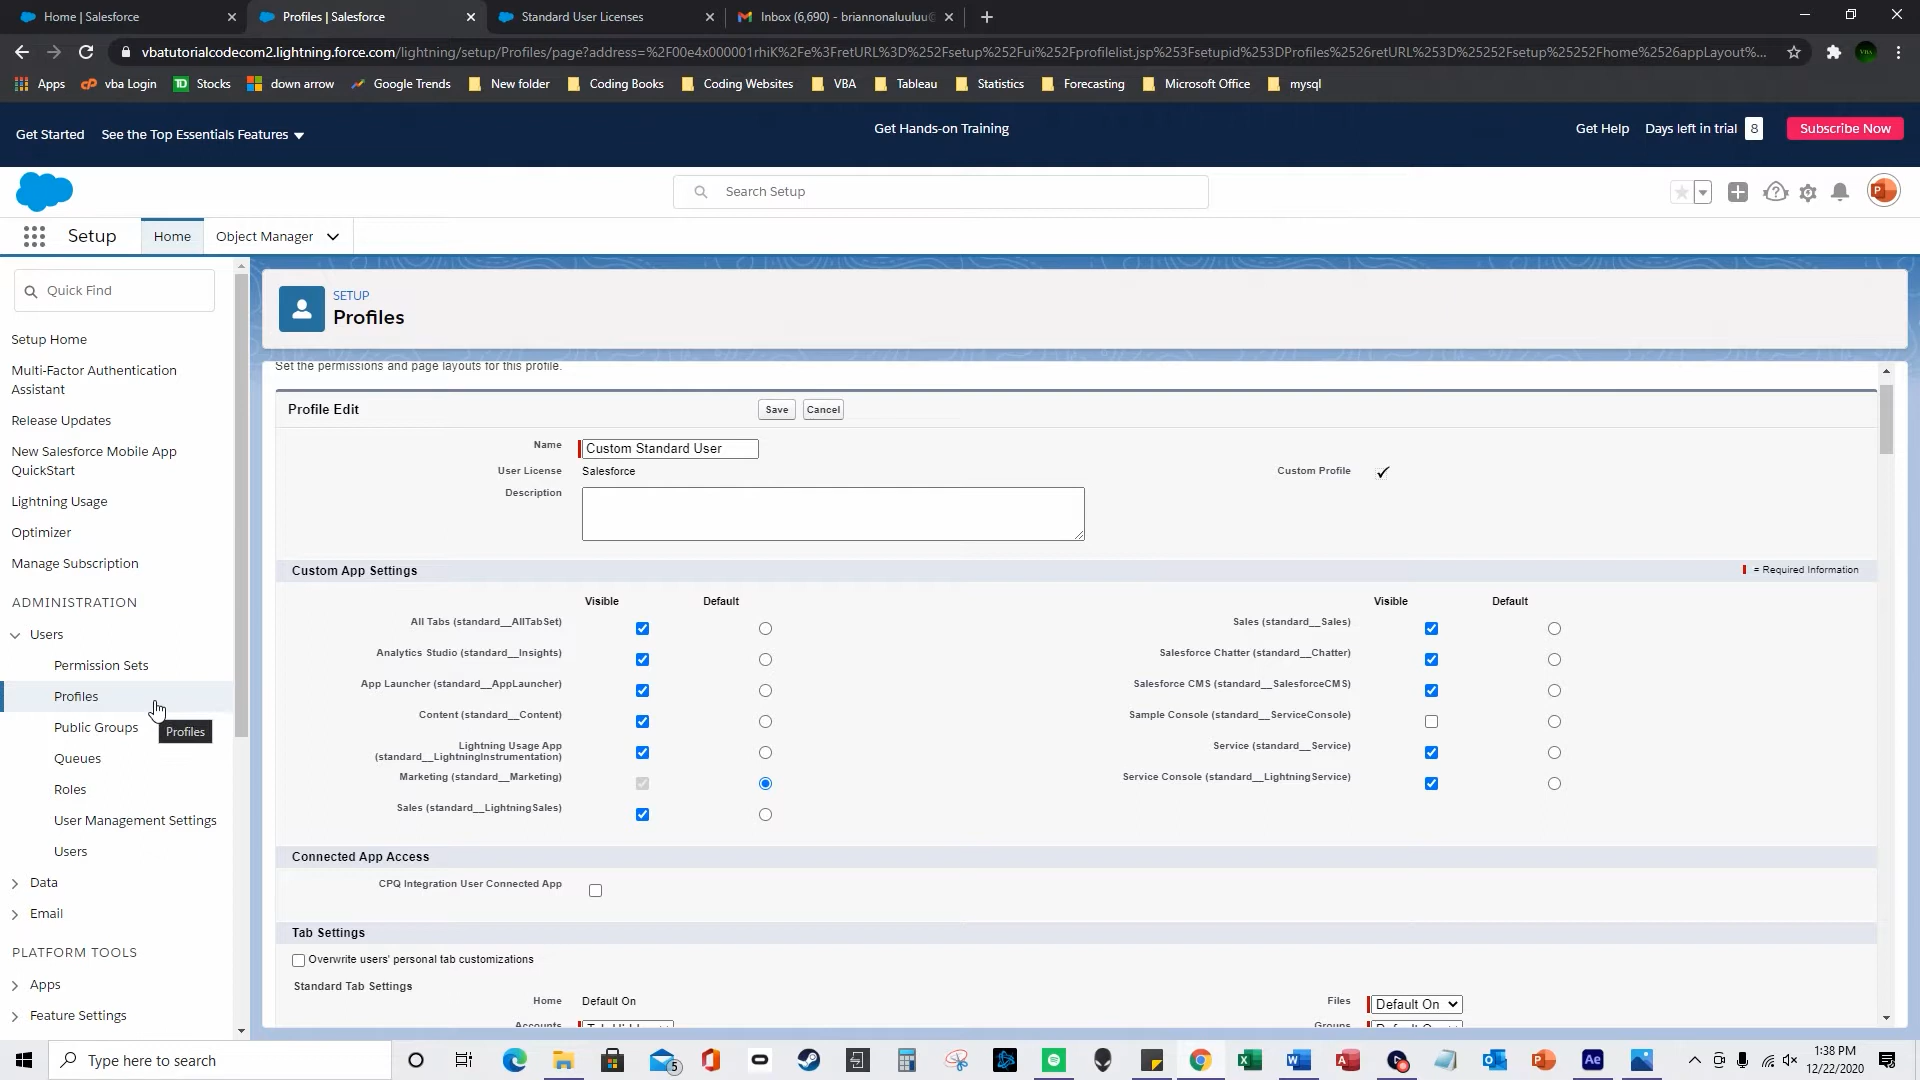 Home | Salesforce
Profiles | Salesforce
Standard User Licenses
Inbox (6,690) - briannonaluuluu@
vbatutorialcodecom2.lightning.force.com/lightning/setup/Profiles/page?address=%2F00e4x000001rhiK%2Fe%3FretURL%3D%252Fsetup%252Fui%252Fprofilelist.jsp%253Fsetupid%253DProfiles%2526retURL%253D%25252Fsetup%25252Fhome%2526appLayout%...
Apps
vba Login
Stocks
down arrow
Google Trends
New folder
Coding Books
Coding Websites
VBA
Tableau
Statistics
Forecasting
Microsoft Office
mysql
Get Started
See the Top Essentials Features
Get Hands-on Training
Get Help
Days left in trial 8
Subscribe Now
Search Setup
Setup
Home
Object Manager
Quick Find
Setup Home
Multi-Factor Authentication
Assistant
Release Updates
New Salesforce Mobile App
QuickStart
Lightning Usage
Optimizer
Manage Subscription
ADMINISTRATION
Users
Permission Sets
Profiles
Public Groups
Profiles
Queues
Roles
User Management Settings
Users
Data
Email
PLATFORM TOOLS
Apps
Feature Settings
SETUP
Profiles
Set the permissions and page layouts for this profile.
Profile Edit
Save
Cancel
Name
Custom Standard User
User License
Salesforce
Custom Profile
Description
Custom App Settings
= Required Information
Visible
Default
Visible
Default
All Tabs (standard__AllTabSet)
Sales (standard__Sales)
Analytics Studio (standard__Insights)
Salesforce Chatter (standard__Chatter)
App Launcher (standard__AppLauncher)
Salesforce CMS (standard__SalesforceCMS)
Content (standard__Content)
Sample Console (standard__ServiceConsole)
Lightning Usage App
(standard__LightningInstrumentation)
Service (standard__Service)
Marketing (standard__Marketing)
Service Console (standard__LightningService)
Sales (standard__LightningSales)
Connected App Access
CPQ Integration User Connected App
Tab Settings
Overwrite users' personal tab customizations
Standard Tab Settings
Home
Default On
Files
Default On
Accounts
Tab Hidden
Groups
Default On
Type here to search
5
1:38 PM
12/22/2020